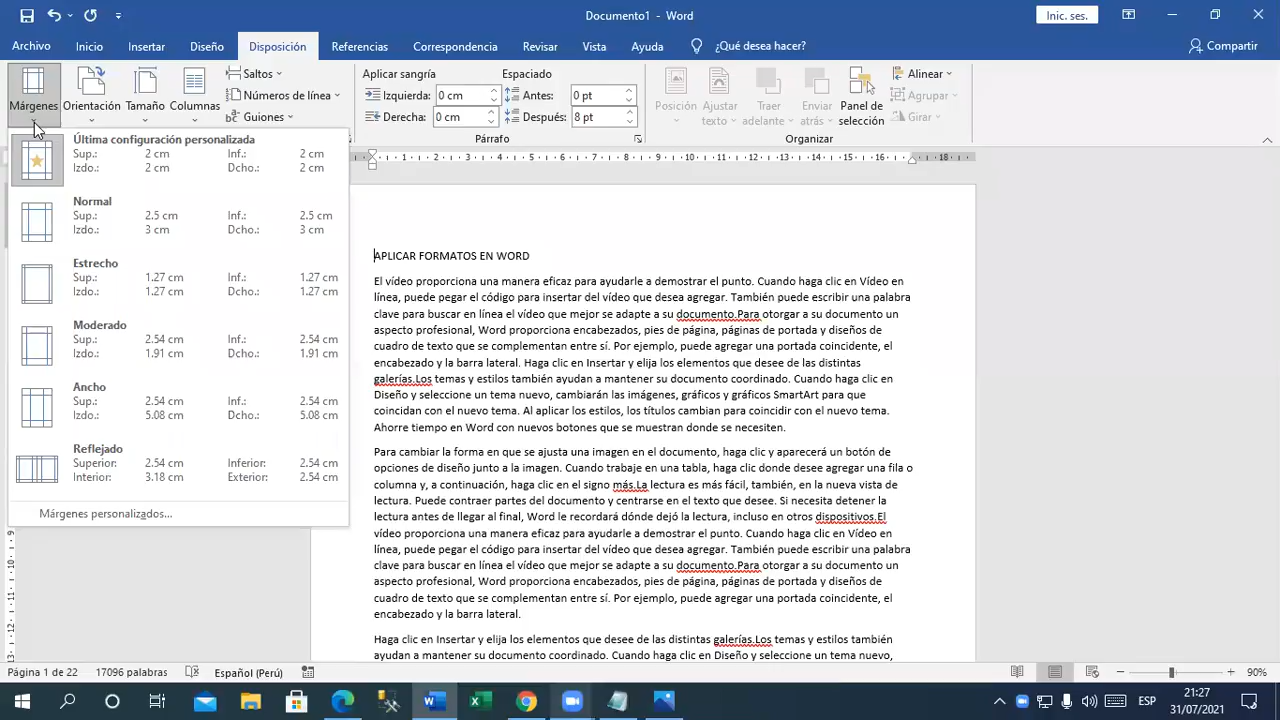 Documento1 - Word
Inic. ses.
Archivo Inicio Insertar Diseño Disposición Referencias Correspondencia Revisar Vista Ayuda ¿Qué desea hacer? Compartir
Márgenes Orientación Tamaño Columnas
Saltos
Números de línea
Guiones
Aplicar sangría
Izquierda: 0 cm
Derecha: 0 cm
Espaciado
Antes: 0 pt
Después: 8 pt
Párrafo
Posición
Ajustar texto
Traer adelante
Enviar atrás
Panel de selección
Alinear
Agrupar
Girar
Organizar
Última configuración personalizada
Sup.: 2 cm Inf.: 2 cm
Izdo.: 2 cm Dcho.: 2 cm
Normal
Sup.: 2.5 cm Inf.: 2.5 cm
Izdo.: 3 cm Dcho.: 3 cm
Estrecho
Sup.: 1.27 cm Inf.: 1.27 cm
Izdo.: 1.27 cm Dcho.: 1.27 cm
Moderado
Sup.: 2.54 cm Inf.: 2.54 cm
Izdo.: 1.91 cm Dcho.: 1.91 cm
Ancho
Sup.: 2.54 cm Inf.: 2.54 cm
Izdo.: 5.08 cm Dcho.: 5.08 cm
Reflejado
Superior: 2.54 cm Inferior: 2.54 cm
Interior: 3.18 cm Exterior: 2.54 cm
Márgenes personalizados...
1 2 3 4 5 6 7 8 9 10 11 12 13 14 15 16 18
9 10 11 12 13
APLICAR FORMATOS EN WORD
El vídeo proporciona una manera eficaz para ayudarle a demostrar el punto. Cuando haga clic en Vídeo en
línea, puede pegar el código para insertar del vídeo que desea agregar. También puede escribir una palabra
clave para buscar en línea el vídeo que mejor se adapte a su documento.Para otorgar a su documento un
aspecto profesional, Word proporciona encabezados, pies de página, páginas de portada y diseños de
cuadro de texto que se complementan entre sí. Por ejemplo, puede agregar una portada coincidente, el
encabezado y la barra lateral. Haga clic en Insertar y elija los elementos que desee de las distintas
galerías.Los temas y estilos también ayudan a mantener su documento coordinado. Cuando haga clic en
Diseño y seleccione un tema nuevo, cambiarán las imágenes, gráficos y gráficos SmartArt para que
coincidan con el nuevo tema. Al aplicar los estilos, los títulos cambian para coincidir con el nuevo tema.
Ahorre tiempo en Word con nuevos botones que se muestran donde se necesiten.
Para cambiar la forma en que se ajusta una imagen en el documento, haga clic y aparecerá un botón de
opciones de diseño junto a la imagen. Cuando trabaje en una tabla, haga clic donde desee agregar una fila o
columna y, a continuación, haga clic en el signo más.La lectura es más fácil, también, en la nueva vista de
lectura. Puede contraer partes del documento y centrarse en el texto que desee. Si necesita detener la
lectura antes de llegar al final, Word le recordará dónde dejó la lectura, incluso en otros dispositivos.El
vídeo proporciona una manera eficaz para ayudarle a demostrar el punto. Cuando haga clic en Vídeo en
línea, puede pegar el código para insertar del vídeo que desea agregar. También puede escribir una palabra
clave para buscar en línea el vídeo que mejor se adapte a su documento.Para otorgar a su documento un
aspecto profesional, Word proporciona encabezados, pies de página, páginas de portada y diseños de
cuadro de texto que se complementan entre sí. Por ejemplo, puede agregar una portada coincidente, el
encabezado y la barra lateral.
Haga clic en Insertar y elija los elementos que desee de las distintas galerías.Los temas y estilos también
ayudan a mantener su documento coordinado. Cuando haga clic en Diseño y seleccione un tema nuevo,
Página 1 de 22 17096 palabras Español (Perú) 90%
ESP
21:27
31/07/2021